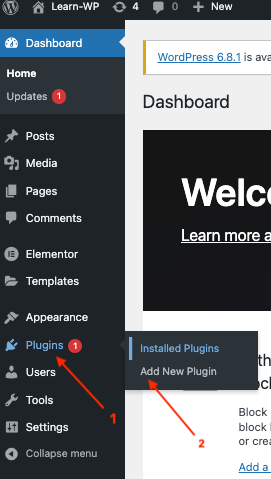 Learn-WP 4 0 + New
Dashboard
Home
Updates 1
Posts
Media
Pages
Comments
Elementor
Templates
Appearance
Plugins 1
Installed Plugins
Add New Plugin
Users
Tools
Settings
Collapse menu
1
2
WordPress 6.8.1 is ava
Dashboard
Welco
Learn more a
Block
block
or crea
Add a